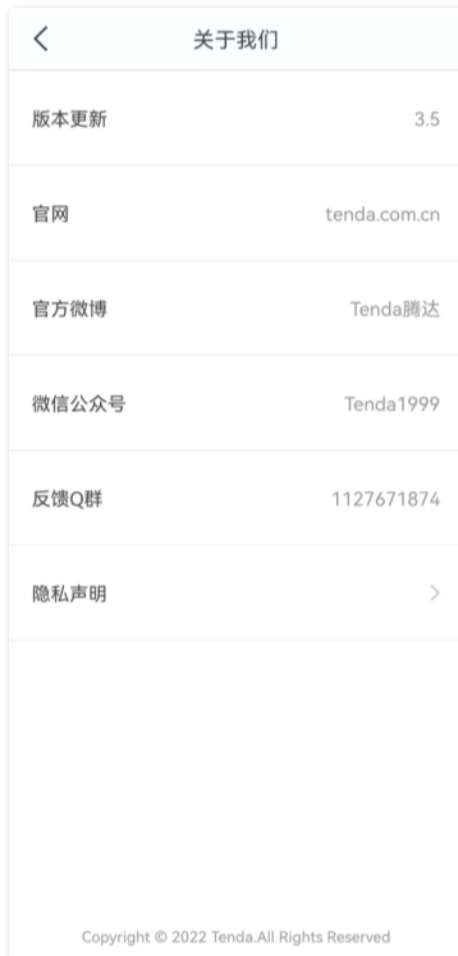 关于我们
版本更新 3.5
官网 tenda.com.cn
官方微博 Tenda腾达
微信公众号 Tenda1999
反馈Q群 1127671874
隐私声明
Copyright © 2022 Tenda.All Rights Reserved